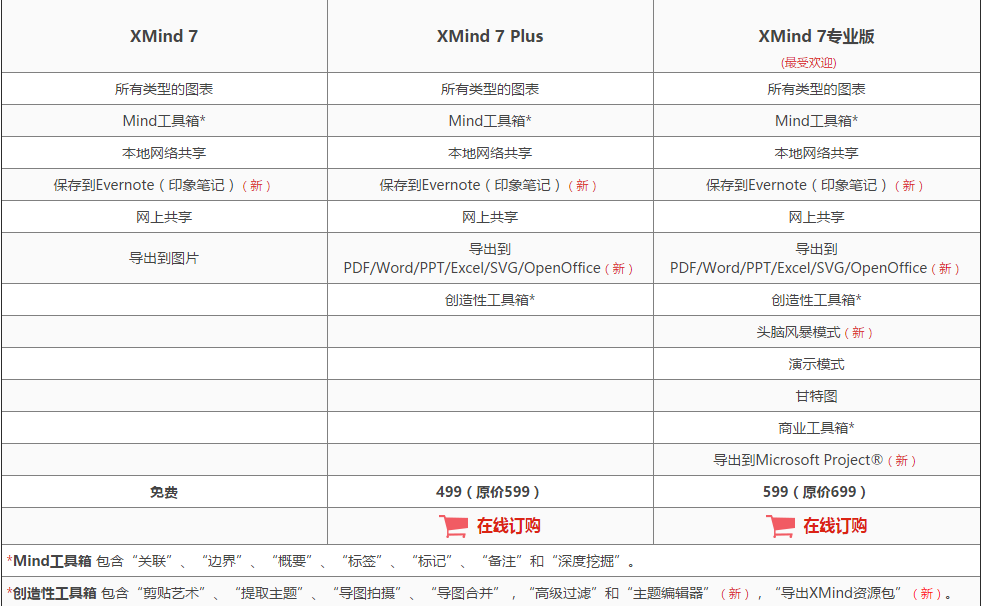 XMind 7 XMind 7 Plus XMind 7专业版
(最受欢迎)
所有类型的图表 所有类型的图表 所有类型的图表
Mind工具箱* Mind工具箱* Mind工具箱*
本地网络共享 本地网络共享 本地网络共享
保存到Evernote（印象笔记）（新） 保存到Evernote（印象笔记）（新） 保存到Evernote（印象笔记）（新）
网上共享 网上共享 网上共享
导出到图片 导出到 导出到
PDF/Word/PPT/Excel/SVG/OpenOffice（新） PDF/Word/PPT/Excel/SVG/OpenOffice（新）
创造性工具箱* 创造性工具箱*
头脑风暴模式（新）
演示模式
甘特图
商业工具箱*
导出到Microsoft Project®（新）
免费 499（原价599） 599（原价699）
在线订购 在线订购
*Mind工具箱 包含“关联”、“边界”、“概要”、“标签”、“标记”、“备注”和“深度挖掘”。
*创造性工具箱 包含“剪贴艺术”、“提取主题”、“导图拍摄”、“导图合并”，“高级过滤”和“主题编辑器”（新），“导出XMind资源包”（新）。